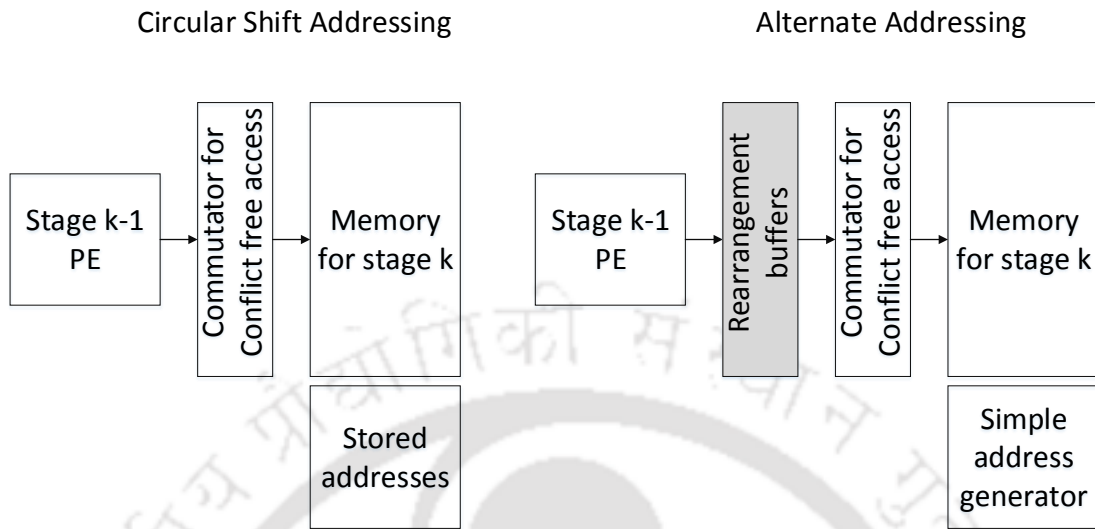 Circular Shift Addressing
Stage k-1
PE
Commutator for
Conflict free access
Memory
for stage k
Stored
addresses
Alternate Addressing
Stage k-1
PE
Rearrangement
buffers
Commutator for
Conflict free access
Memory
for stage k
Simple
address
generator